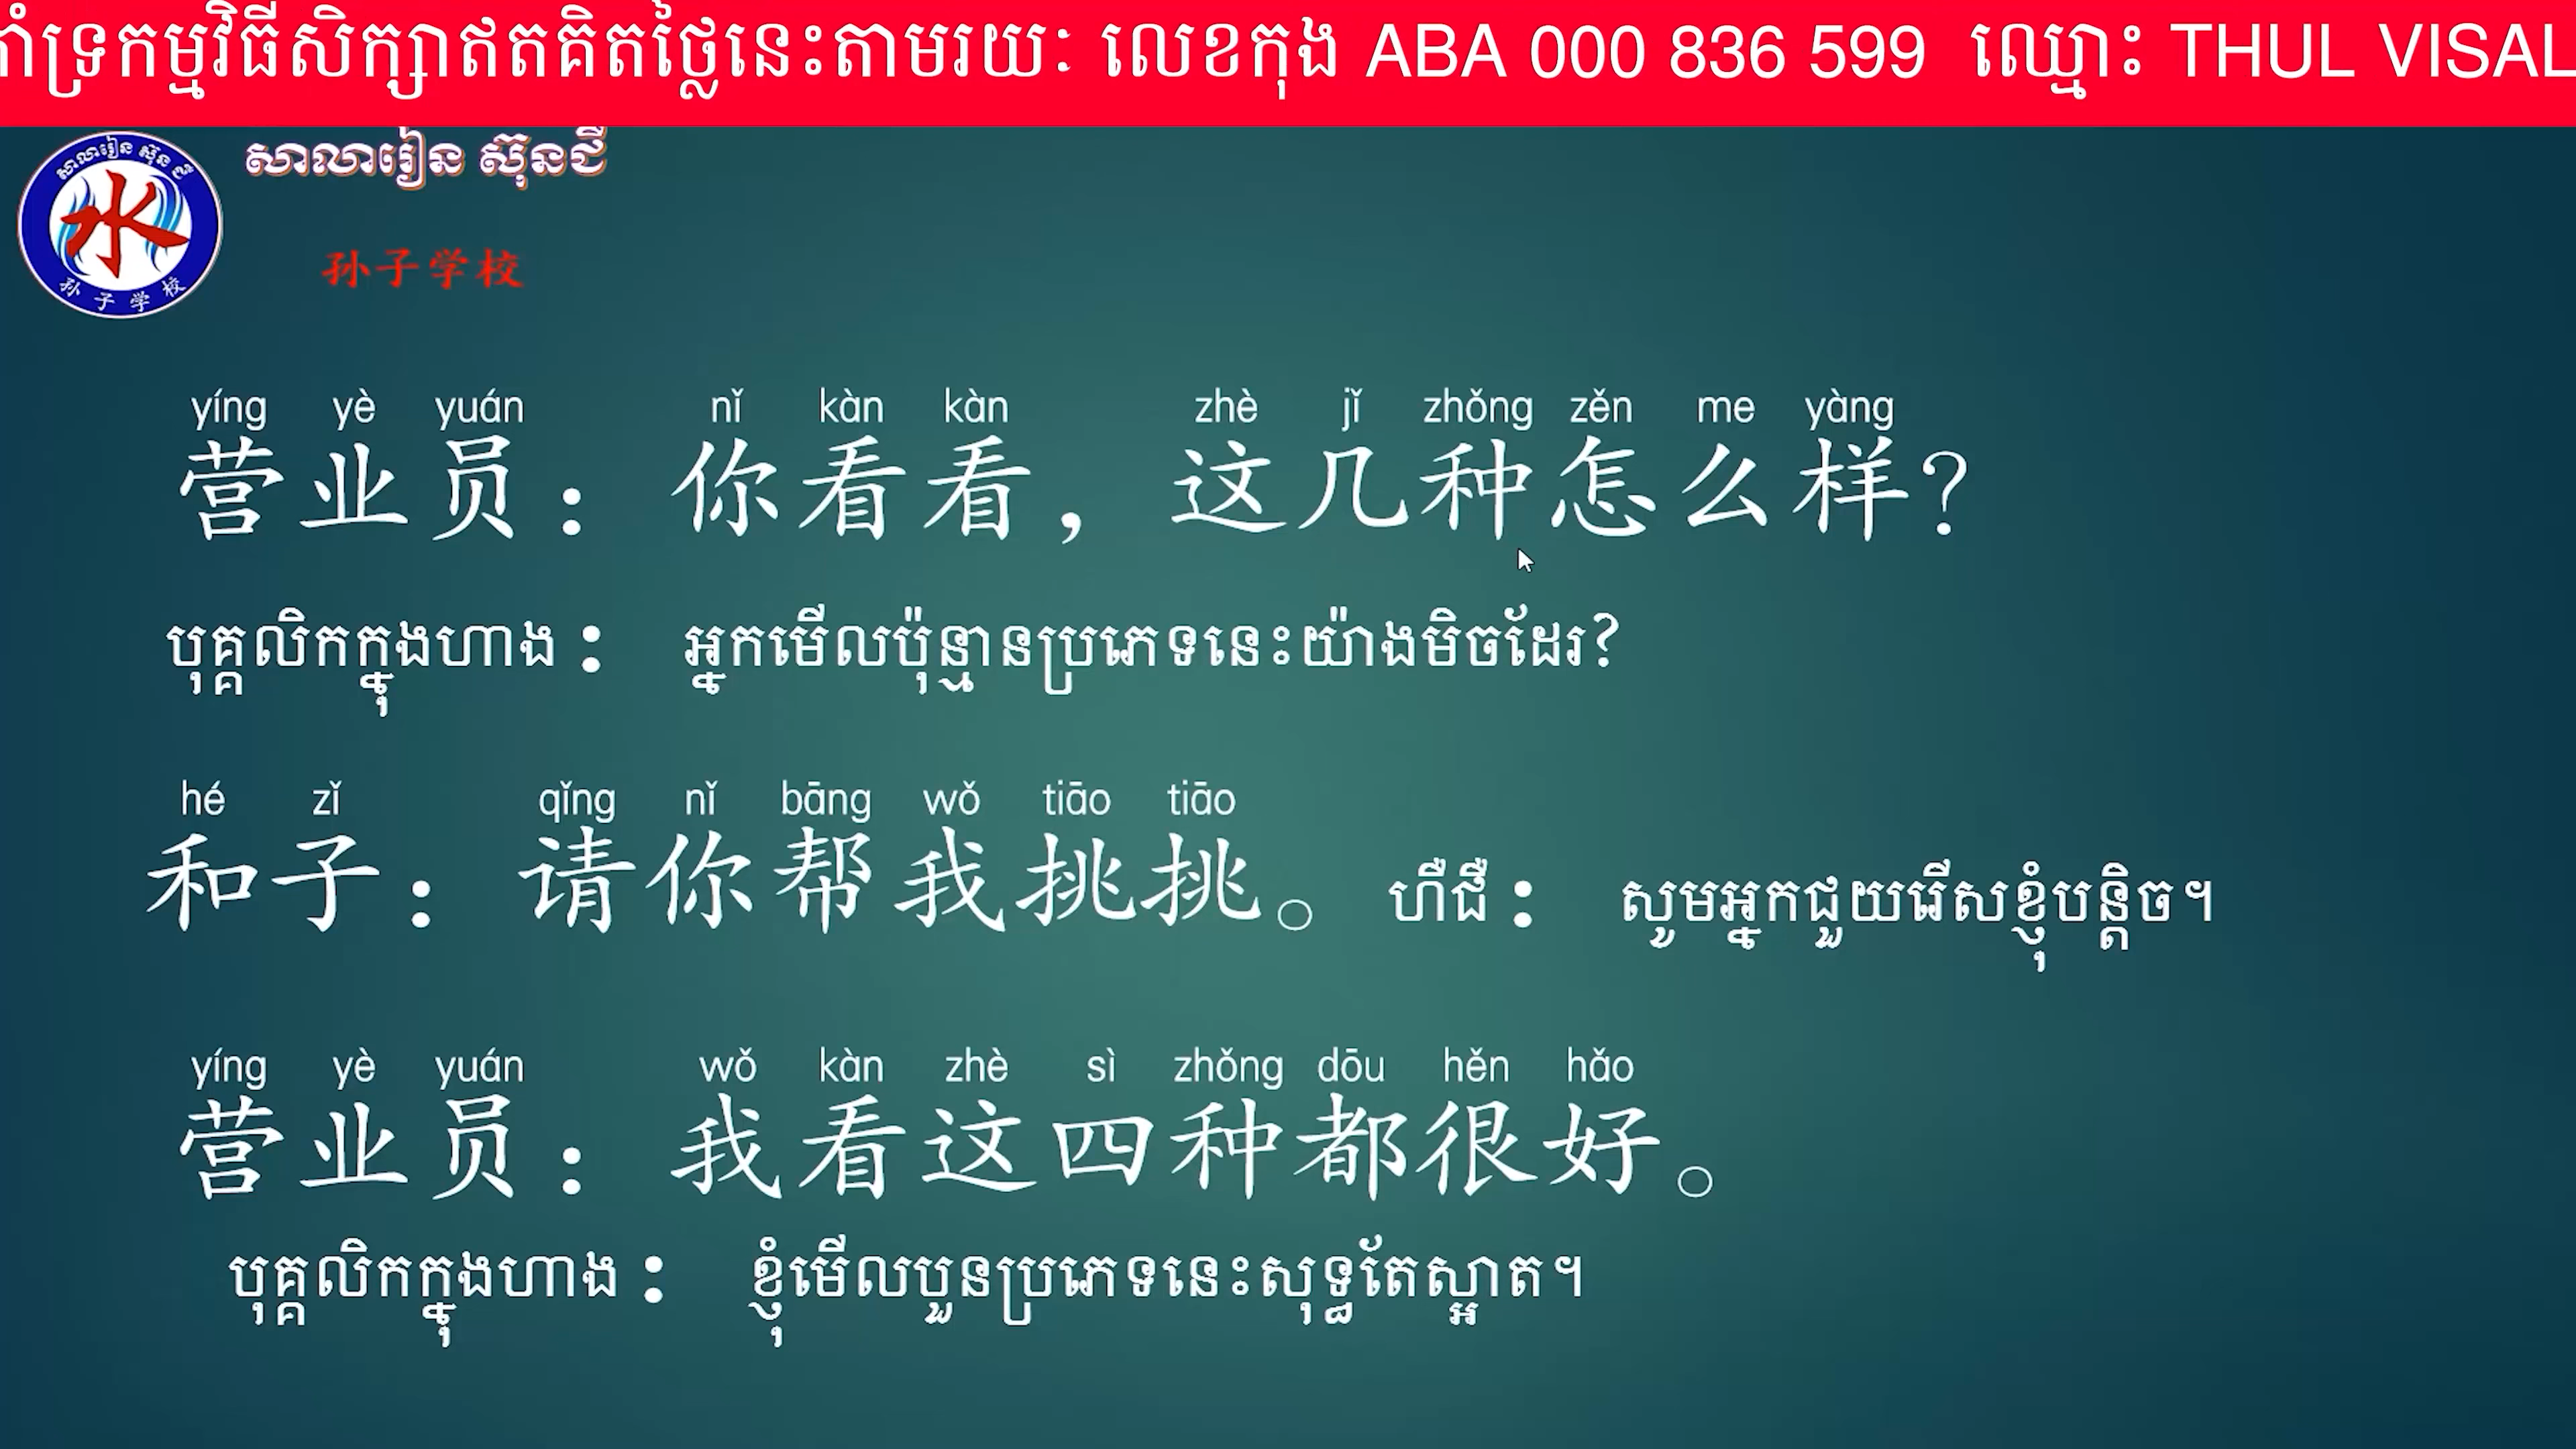 គាំទ្រកម្មវិធីសិក្សាឥតគិតថ្លៃនេះតាមរយៈ លេខកុង ABA 000 836 599 ឈ្មោះ THUL VISAL
សាលារៀន ស៊ុនជឺ
សាលារៀន ស៊ុន ជឺ
水
孙子学校
孙子学校
yíng yè yuán nǐ kàn kàn zhè jǐ zhǒng zěn me yàng
营业员：你看看，这几种怎么样?
បុគ្គលិកក្នុងហាង： អ្នកមើលប៉ុន្មានប្រភេទនេះយ៉ាងមិចដែរ?
hé zǐ qǐng nǐ bāng wǒ tiāo tiāo
和子：请你帮我挑挑。 ហឺជឺ： សូមអ្នកជួយរើសខ្ញុំបន្តិច។
yíng yè yuán wǒ kàn zhè sì zhǒng dōu hěn hǎo
营业员：我看这四种都很好。
បុគ្គលិកក្នុងហាង： ខ្ញុំមើលបួនប្រភេទនេះសុទ្ធតែស្អាត។